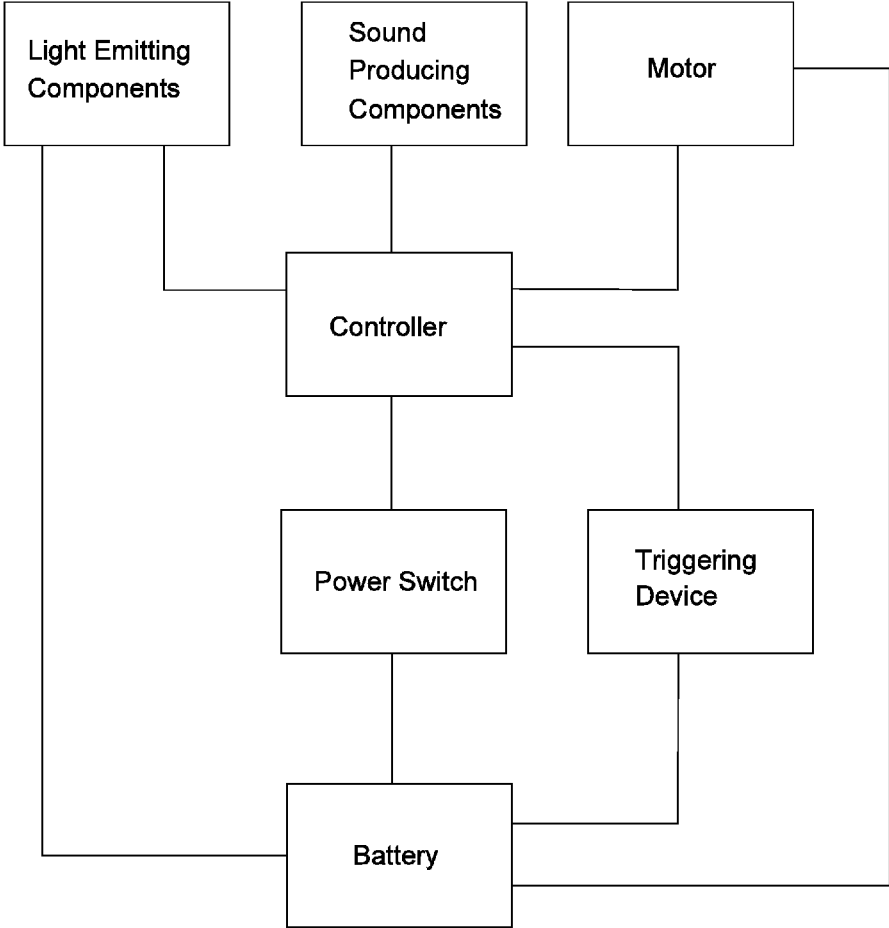 Light Emitting
Components
Sound
Producing
Components
Motor
Controller
Power Switch
Triggering
Device
Battery